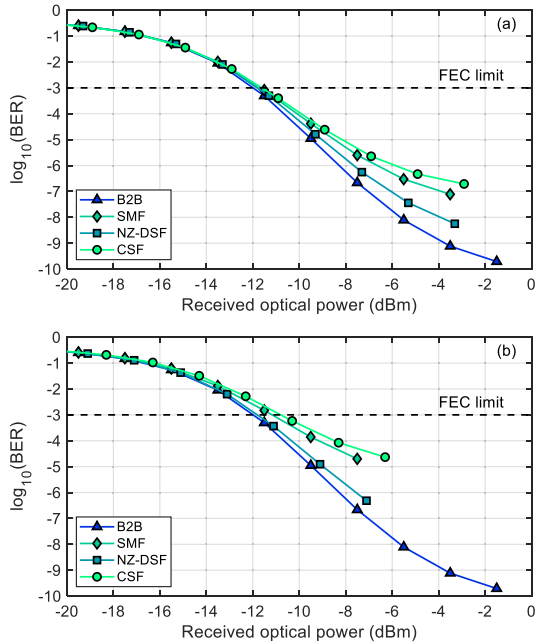 (a)
0
-1
-2
-3
-4
-5
-6
-7
-8
-9
-10
log10(BER)
FEC limit
B2B
SMF
NZ-DSF
CSF
-20 -18 -16 -14 -12 -10 -8 -6 -4 -2 0
Received optical power (dBm)
(b)
0
-1
-2
-3
-4
-5
-6
-7
-8
-9
-10
log10(BER)
FEC limit
B2B
SMF
NZ-DSF
CSF
-20 -18 -16 -14 -12 -10 -8 -6 -4 -2 0
Received optical power (dBm)